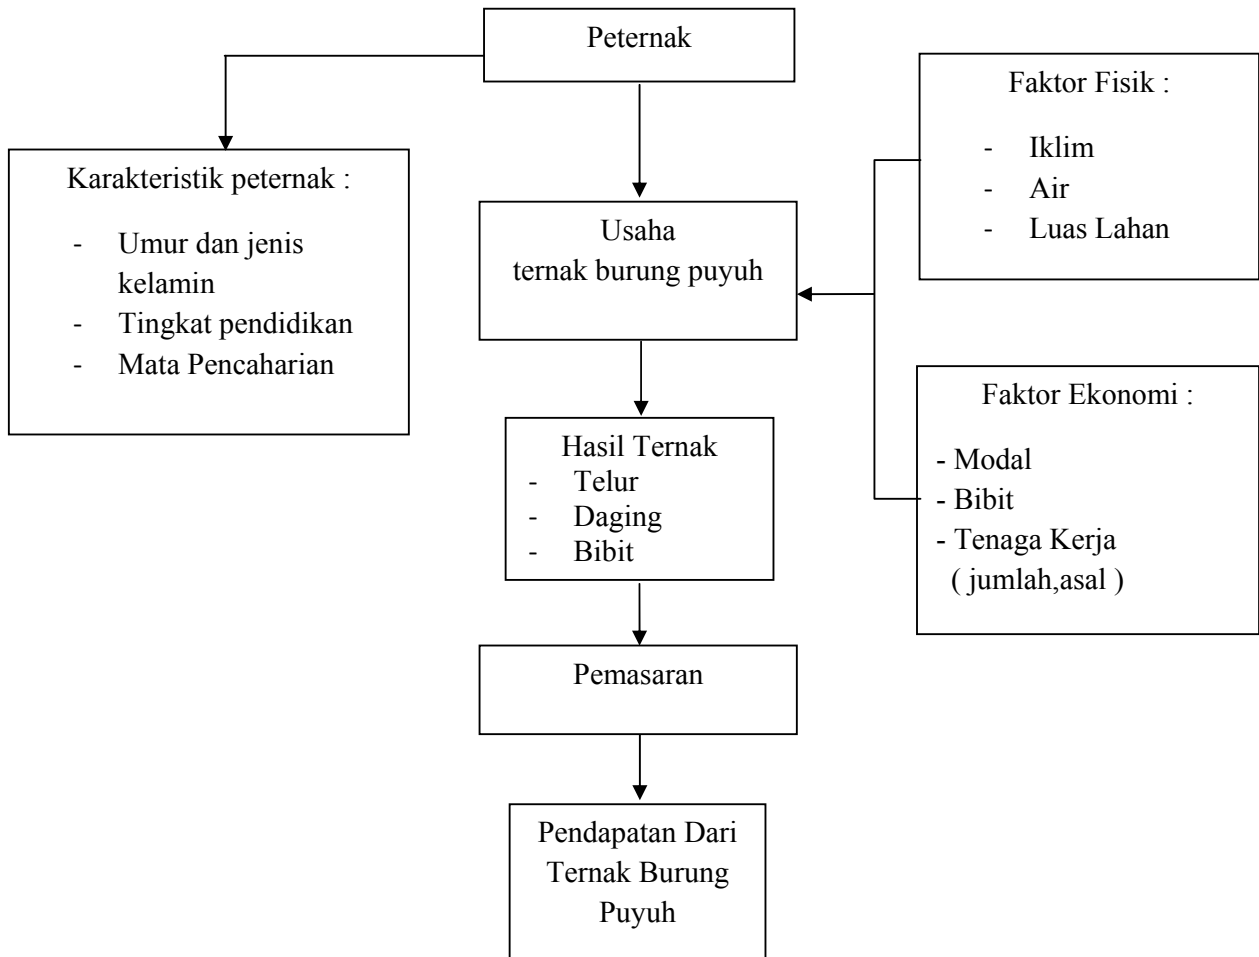 Peternak
Faktor Fisik :
- Iklim
- Air
- Luas Lahan
Karakteristik peternak :
- Umur dan jenis
kelamin
- Tingkat pendidikan
- Mata Pencaharian
Usaha
ternak burung puyuh
Faktor Ekonomi :
- Modal
- Bibit
- Tenaga Kerja
( jumlah,asal )
Hasil Ternak
- Telur
- Daging
- Bibit
Pemasaran
Pendapatan Dari
Ternak Burung
Puyuh